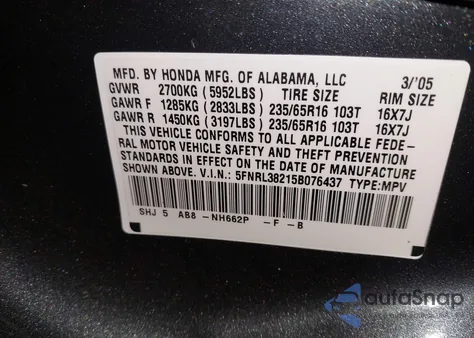 MFD. BY HONDA MFG. OF ALABAMA, LLC 3/'05
GVWR 2700KG (5952LBS) TIRE SIZE RIM SIZE
GAWR F 1285KG (2833LBS) 235/65R16 103T 16X7J
GAWR R 1450KG (3197LBS) 235/65R16 103T 16X7J
THIS VEHICLE CONFORMS TO ALL APPLICABLE FEDE-
RAL MOTOR VEHICLE SAFETY AND THEFT PREVENTION
STANDARDS IN EFFECT ON THE DATE OF MANUFACTURE
SHOWN ABOVE. V.I.N.: 5FNRL38215B076437 TYPE:MPV
SHJ 5 AB8 -NH662P -F -B
autoSnap